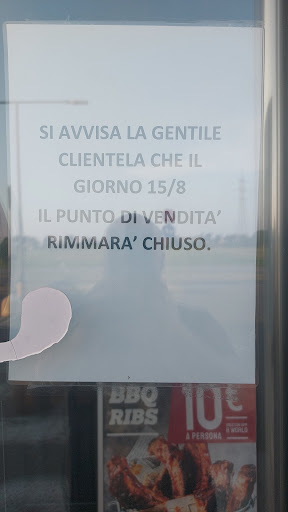 SI AVVISA LA GENTILE
CLIENTELA CHE IL
GIORNO 15/8
IL PUNTO DI VENDITA’
RIMMARA’ CHIUSO.
BBQ
RIBS
10€
A PERSONA